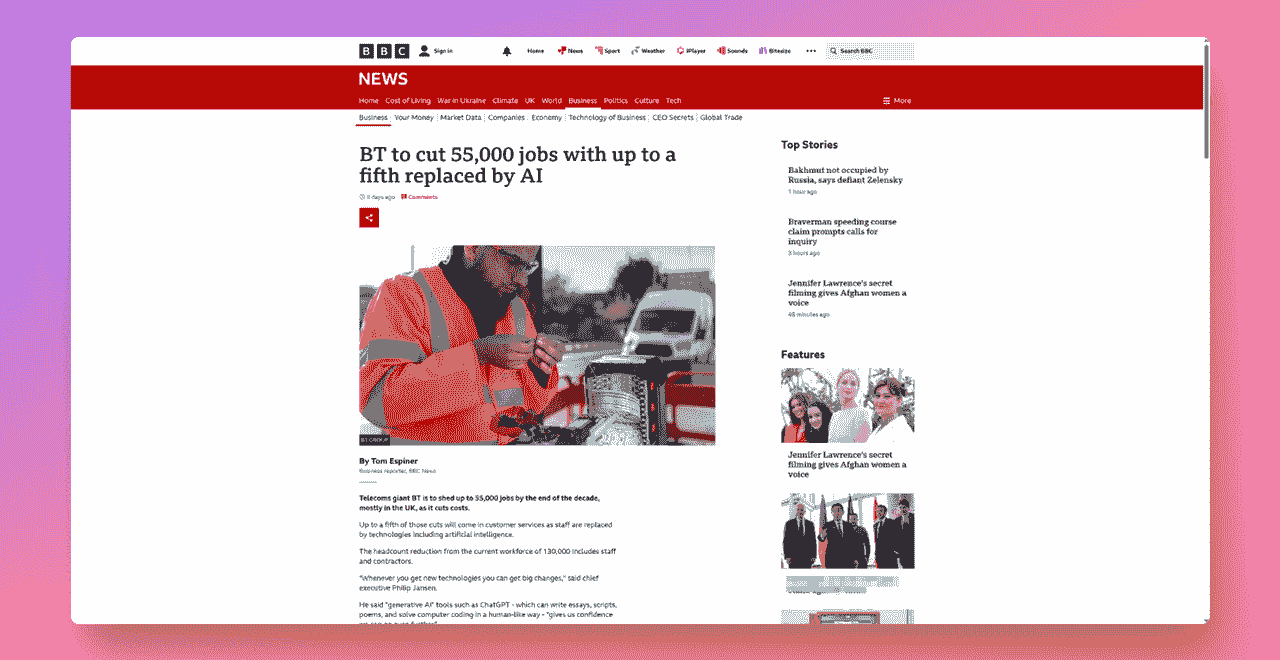 BBC
Sign in
Home
News
Sport
Weather
iPlayer
Sounds
Bitesize
Search BBC
NEWS
Home
Cost of Living
War in Ukraine
Climate
UK
World
Business
Politics
Culture
Tech
More
Business
Your Money
Market Data
Companies
Economy
Technology of Business
CEO Secrets
Global Trade
BT to cut 55,000 jobs with up to a
fifth replaced by AI
days ago
Comments
By Tom Espiner
Business reporter, BBC News
Telecoms giant BT is to shed up to 55,000 jobs by the end of the decade,
mostly in the UK, as it cuts costs.
Up to a fifth of those cuts will come in customer services as staff are replaced
by technologies including artificial intelligence.
The headcount reduction from the current workforce of 130,000 includes staff
and contractors.
"Whenever you get new technologies you can get big changes," said chief
executive Philip Jansen.
He said "generative AI" tools such as ChatGPT - which can write essays, scripts,
poems, and solve computer coding in a human-like way - "gives us confidence
Top Stories
Bakhmut not occupied by
Russia, says defiant Zelensky
1 hour ago
Braverman speeding course
claim prompts calls for
inquiry
3 hours ago
Jennifer Lawrence's secret
filming gives Afghan women a
voice
48 minutes ago
Features
Jennifer Lawrence's secret
filming gives Afghan women a
voice